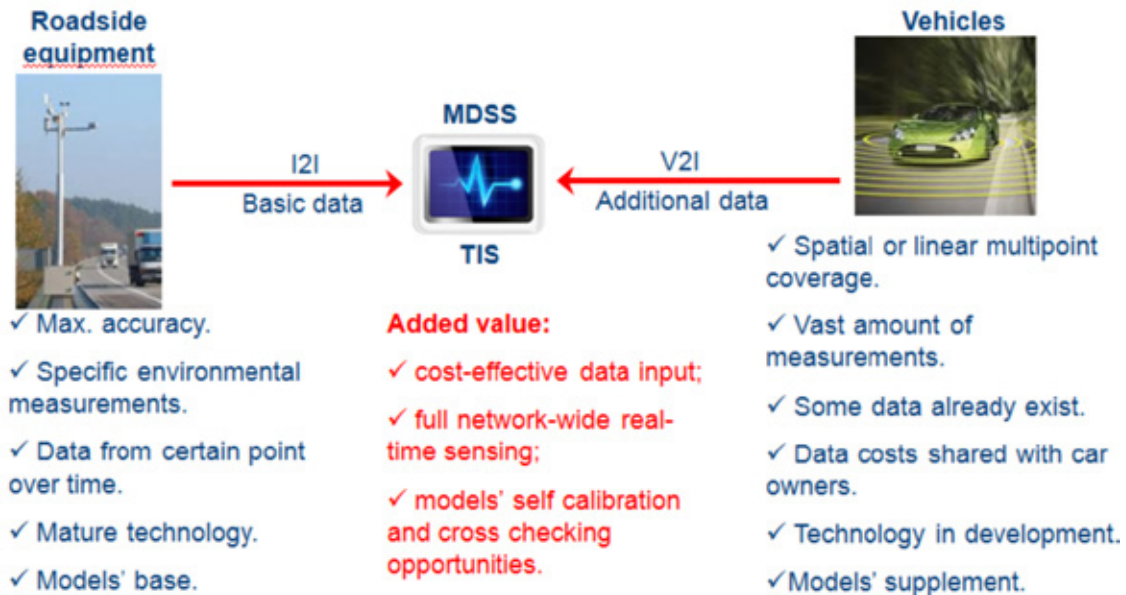 Roadside
equipment
✓ Max. accuracy.
✓ Specific environmental
measurements.
✓ Data from certain point
over time.
✓ Mature technology.
✓ Models' base.
I2I
Basic data
MDSS
TIS
Added value:
✓ cost-effective data input;
✓ full network-wide real-
time sensing;
✓ models' self calibration
and cross checking
opportunities.
V2I
Additional data
Vehicles
✓ Spatial or linear multipoint
coverage.
✓ Vast amount of
measurements.
✓ Some data already exist.
✓ Data costs shared with car
owners.
✓ Technology in development.
✓Models' supplement.